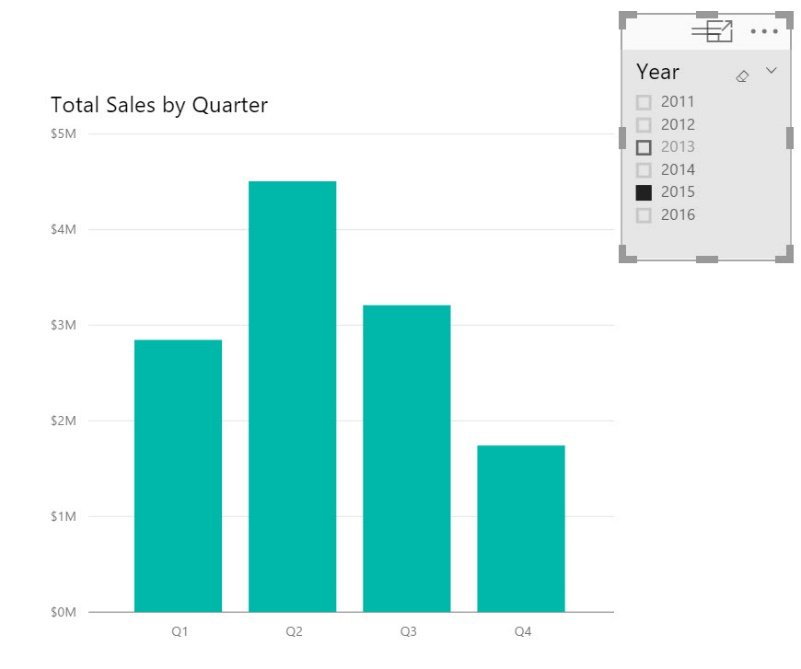 Total Sales by Quarter
$5M
$4M
$3M
$2M
$1M
$0M
Q1 Q2 Q3 Q4
Year
2011
2012
2013
2014
2015
2016